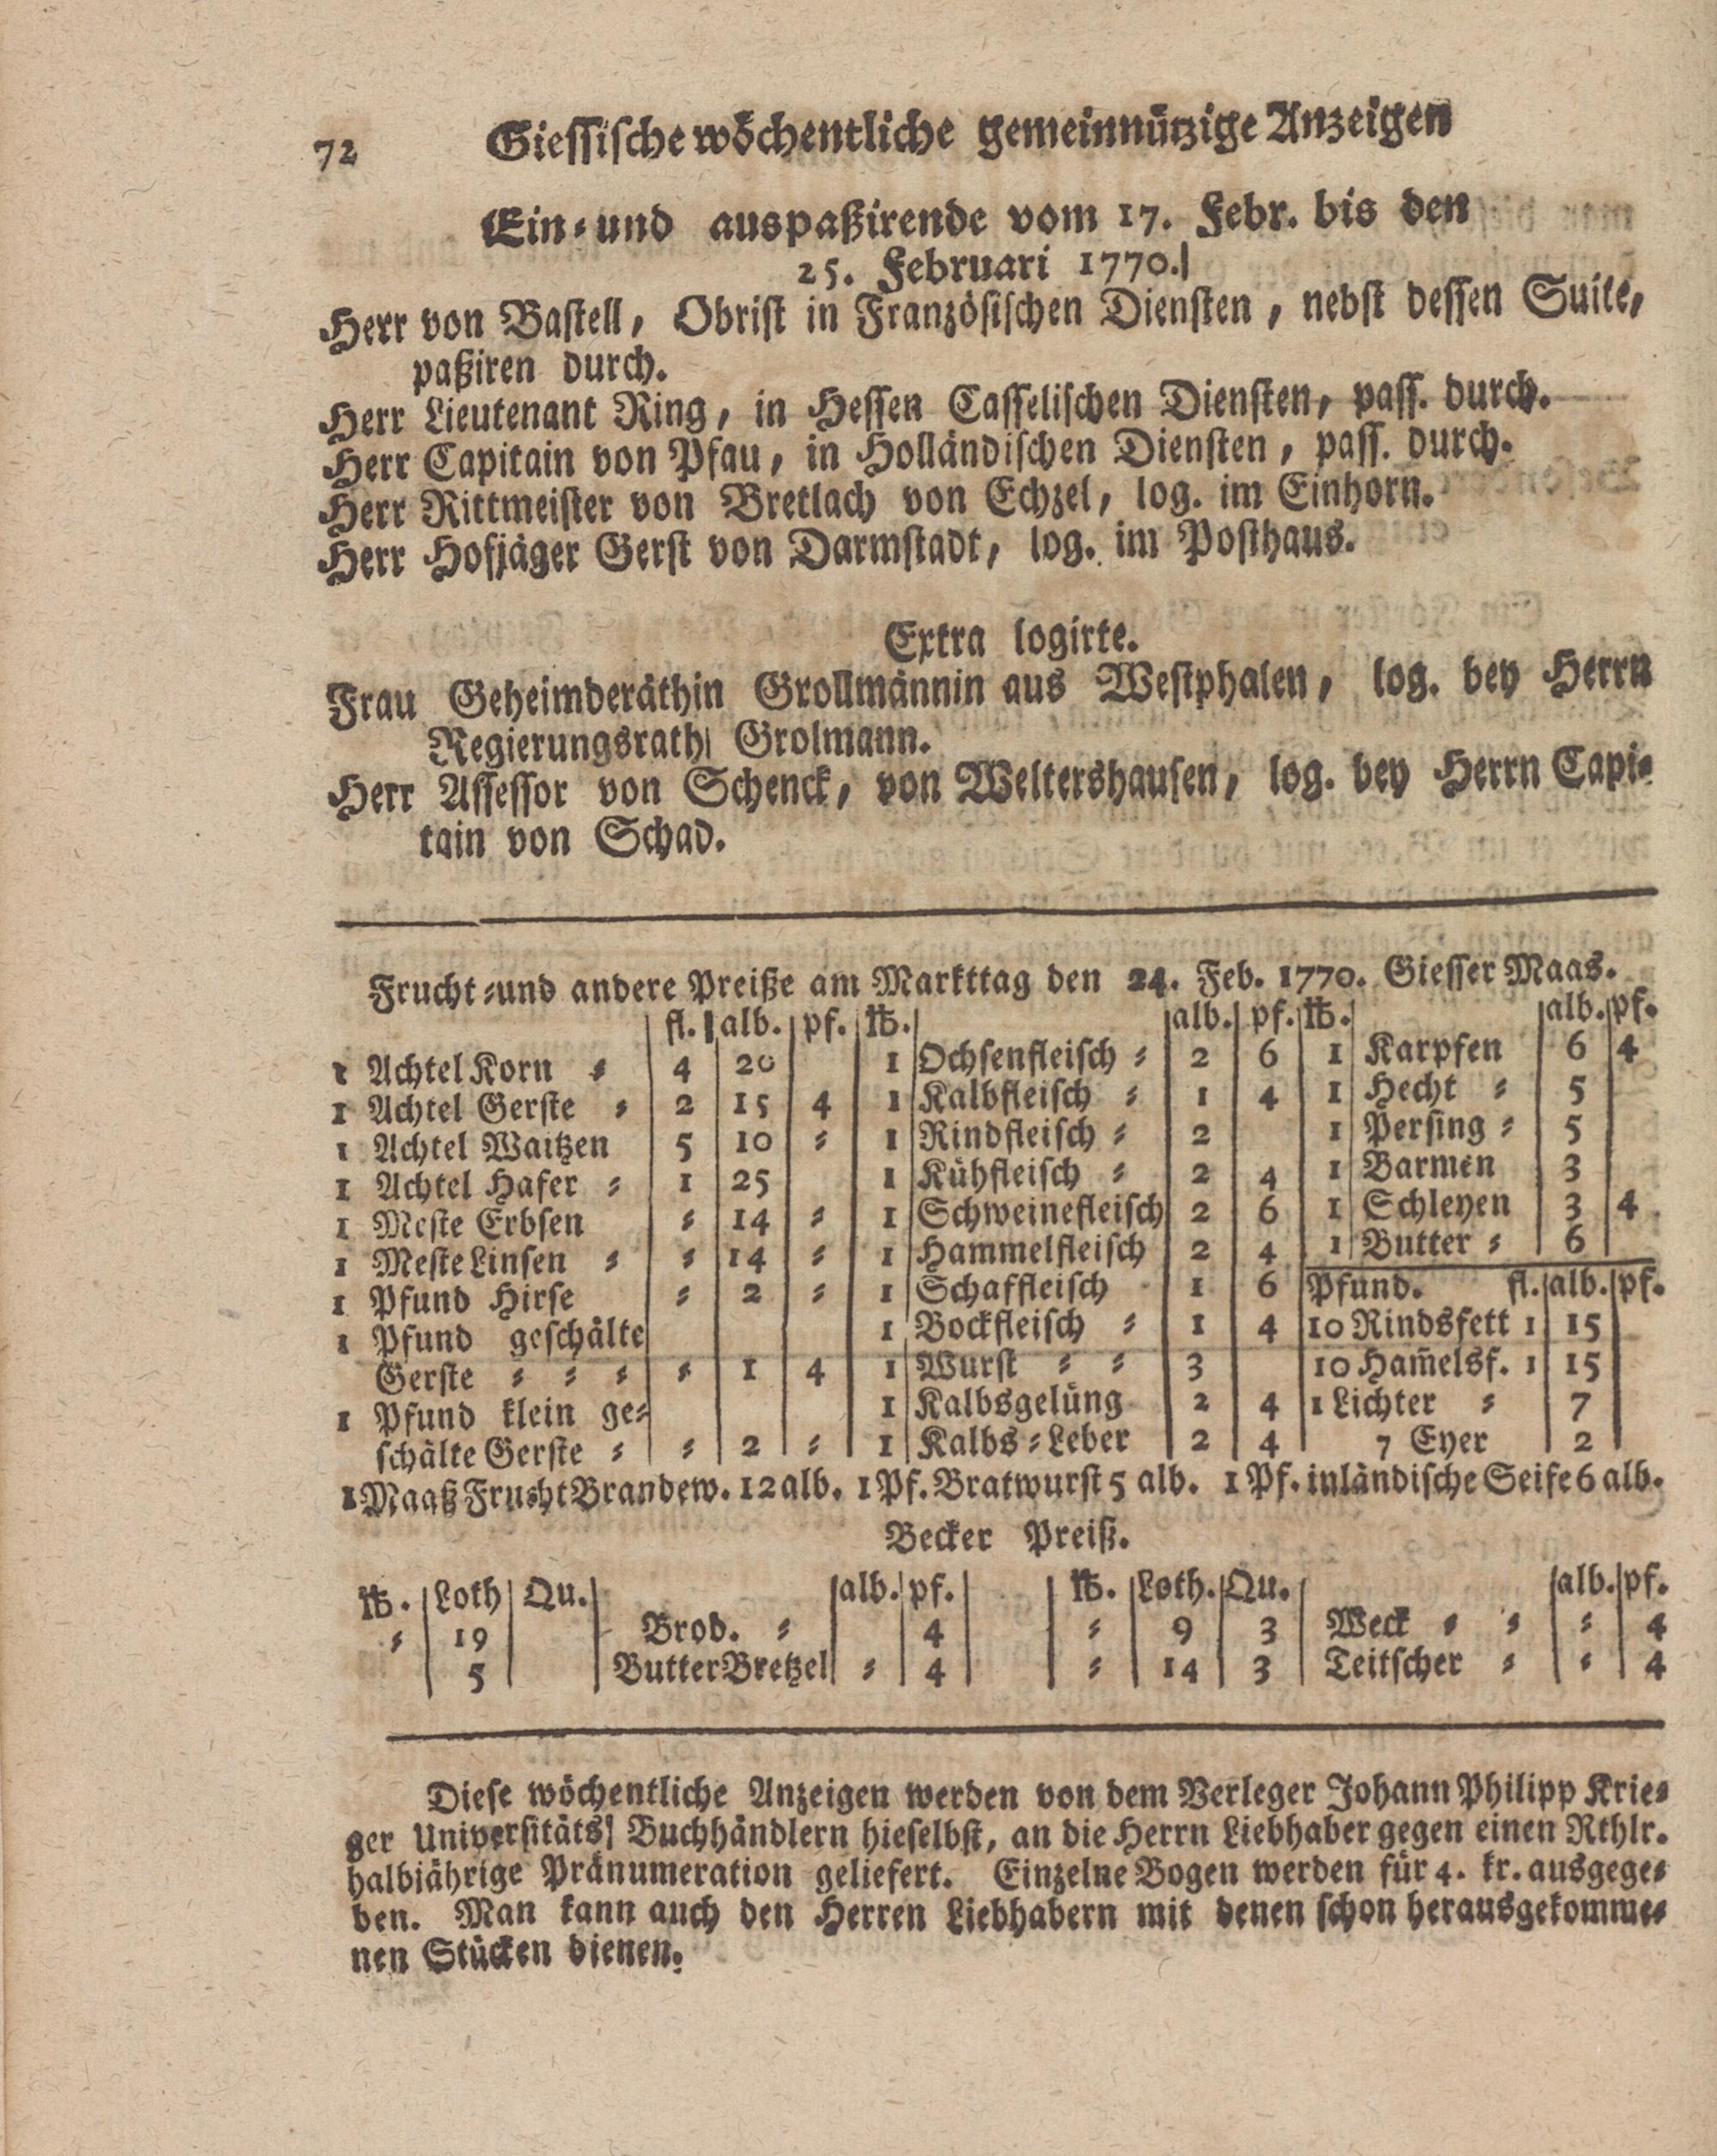 72 Giessische wöchentliche gemeinnützige Anzeigen
Ein- und auspaßirende vom 17. Febr. bis den
25. Februari 1770.
Herr von Bastell, Obrist in Französischen Diensten, nebst dessen Suite,
paßiren durch.
Herr Lieutenant Ring, in Hessen Casselischen Diensten, pass. durch.
Herr Capitain von Pfau, in Holländischen Diensten, pass. durch.
Herr Rittmeister von Bretlach von Echzel, log. im Einhorn.
Herr Hofjäger Gerst von Darmstadt, log. im Posthaus.
Extra logirte.
Frau Geheimderäthin Grollmännin aus Westphalen, log. bey Herrn
Regierungsrath Grolmann.
Herr Assessor von Schenck, von Weltershausen, log. bey Herrn Capi-
tain von Schad.
Frucht- und andere Preiße am Markttag den 24. Feb. 1770. Giesser Maas.
fl. alb. pf. ℔. alb. pf. ℔. alb. pf.
1 Achtel Korn - 4 20 1 Ochsenfleisch - 2 6 1 Karpfen 6 4
1 Achtel Gerste - 2 15 4 1 Kalbfleisch - 1 4 1 Hecht - 5
1 Achtel Waitzen 5 10 - 1 Rindfleisch - 2 1 Persing - 5
1 Achtel Hafer - 1 25 1 Kühfleisch - 2 4 1 Barmen 3
1 Meste Erbsen - 14 - 1 Schweinefleisch 2 6 1 Schleyen 3 4
1 Meste Linsen - - 14 - 1 Hammelfleisch 2 4 1 Butter - 6
1 Pfund Hirse - 2 - 1 Schaffleisch 1 6 Pfund. fl. alb. pf.
1 Pfund geschälte 1 Bockfleisch - 1 4 10 Rindsfett 1 15
Gerste - - - - 1 4 1 Wurst - - 3 10 Ham̄elsf. 1 15
1 Pfund klein ge- 1 Kalbsgelüng 2 4 1 Lichter - 7
schälte Gerste - - 2 - 1 Kalbs-Leber 2 4 7 Eyer 2
1 Maaß Frucht Brandew. 12 alb. 1 Pf. Bratwurst 5 alb. 1 Pf. inländische Seife 6 alb.
Becker Preiß.
℔. Loth Qu. alb. pf. ℔. Loth. Qu. alb. pf.
- 19 Brod. - 4 - 9 3 Weck - - - 4
5 Butter Bretzel - 4 - 14 3 Teitscher - - 4
Diese wöchentliche Anzeigen werden von dem Verleger Johann Philipp Krie-
ger Universitäts Buchhändlern hieselbst, an die Herrn Liebhaber gegen einen Rthlr.
halbjährige Pränumeration geliefert. Einzelne Bogen werden für 4. kr. ausgege-
ben. Man kann auch den Herren Liebhabern mit denen schon herausgekomme-
nen Stücken dienen.